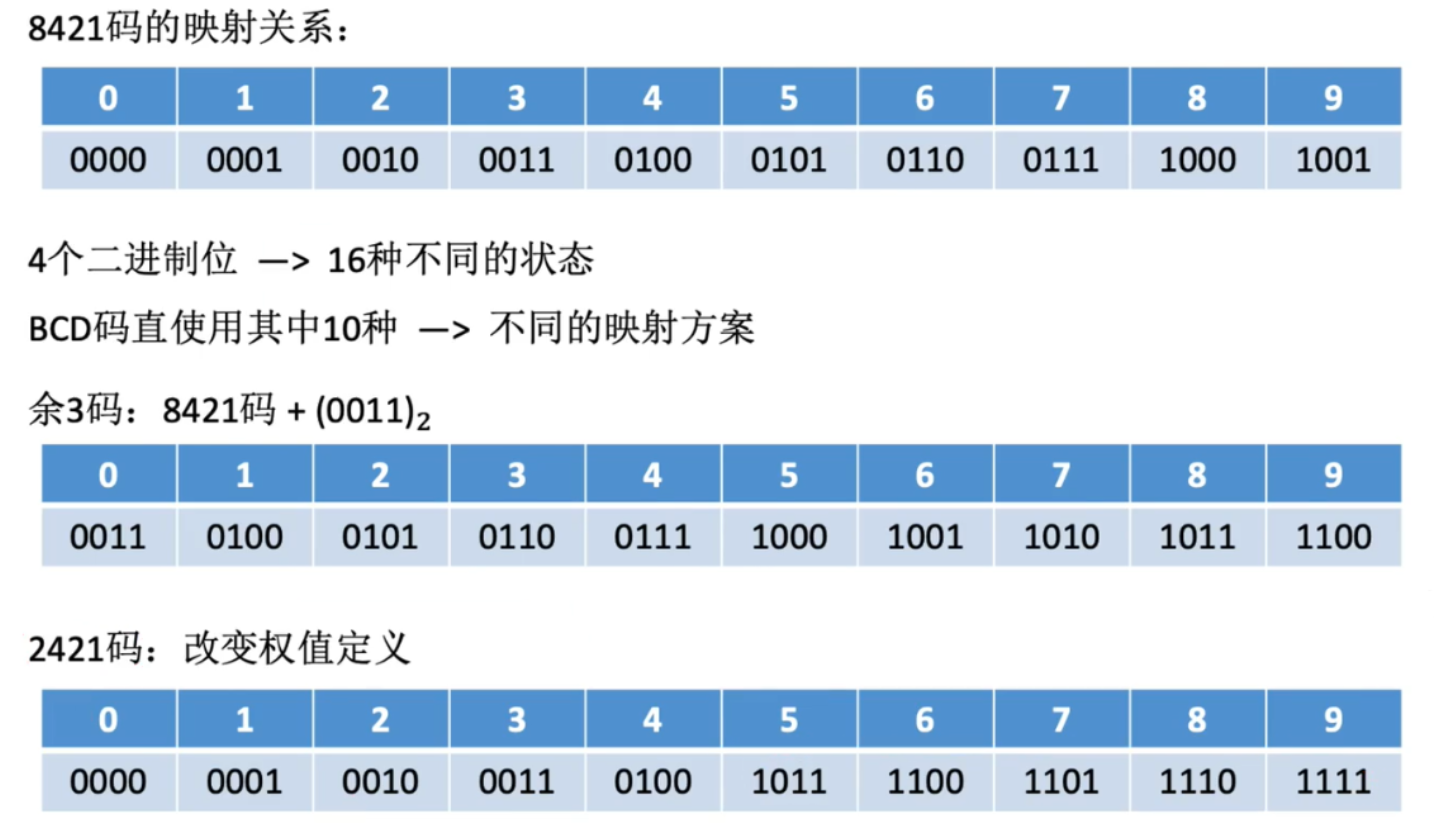 8421码的映射关系：
0 1 2 3 4 5 6 7 8 9
0000 0001 0010 0011 0100 0101 0110 0111 1000 1001
4个二进制位 —> 16种不同的状态
BCD码直使用其中10种 —> 不同的映射方案
余3码：8421码 + (0011)₂
0 1 2 3 4 5 6 7 8 9
0011 0100 0101 0110 0111 1000 1001 1010 1011 1100
2421码：改变权值定义
0 1 2 3 4 5 6 7 8 9
0000 0001 0010 0011 0100 1011 1100 1101 1110 1111